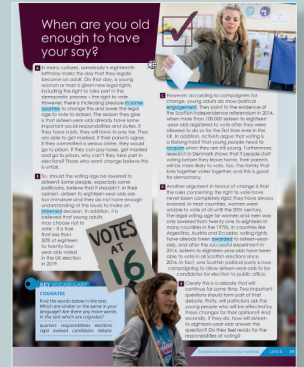 When are you old
enough to have
your say?
A In many cultures, somebody's eighteenth
birthday marks the day that they legally
become an adult. On that day, a young
woman or man is given new legal rights,
including the right to take part in the
democratic process – the right to vote.
However, there is increasing pressure in some
quarters to change this and lower the legal
age to vote to sixteen. The reason they give
is that sixteen-year-olds already have some
important social responsibilities and duties. If
they have a job, they will have to pay tax. They
are able to get married, if their parents agree.
If they committed a serious crime, they would
go to prison. If they can pay taxes, get married
and go to prison, why can't they take part in
elections? Those who want change believe this
is unfair.
B So, should the voting age be lowered to
sixteen? Some people, especially some
politicians, believe that it shouldn't. In their
opinion, sixteen-to eighteen-year-olds are
too immature and they do not have enough
understanding of the issues to make an
informed decision. In addition, it is
believed that young adults
may choose not to
vote – it is true
that less than
50% of eighteen
to twenty-four-
year-olds voted
in the UK election
in 2019.
C However, according to campaigners for
change, young adults do show political
engagement. They point to the evidence of
the Scottish Independence referendum in 2014,
when more than 100,000 sixteen to eighteen
-year-olds registered to vote after they were
allowed to do so for the first time ever in the
UK. In addition, activists argue that voting is
a lifelong habit that young people need to
acquire when they are still young. Furthermore,
research in Denmark shows that if people start
voting before they leave home, their parents
will be more likely to vote, too. The family that
lives together votes together, and this is good
for democracy.
D Another argument in favour of change is that
the rules concerning the right to vote have
never been completely rigid; they have always
evolved. In most countries, women were
unable to vote at all until the 20th century.
The legal voting age for women and men was
only lowered from twenty-one to eighteen in
many countries in the 1970s. In countries like
Argentina, Austria and Ecuador, voting rights
have already been awarded to sixteen-year-
olds, and after the successful experiment in
2014, sixteen to eighteen-year-olds have been
able to vote in all Scottish elections since
2016. In fact, one Scottish political party is now
campaigning to allow sixteen-year-olds to be
candidates for election to public office.
E Clearly this is a debate that will
continue for some time. Two important
questions should form part of that
debate. Firstly, will politicians ask the
young people who will be affected by
these changes for their opinion? And
secondly, if they do, how will sixteen
to eighteen-year-olds answer the
question? Do they feel ready for the
responsibilities of voting?
VOTES
AT
16
KEY VOCABULARY
COGNATES
Find the words below in the text.
Which are similar or the same in your
language? Are there any more words
in the text which are cognates?
quarters responsibilities elections
rigid evolved candidates debate
UNIT 6